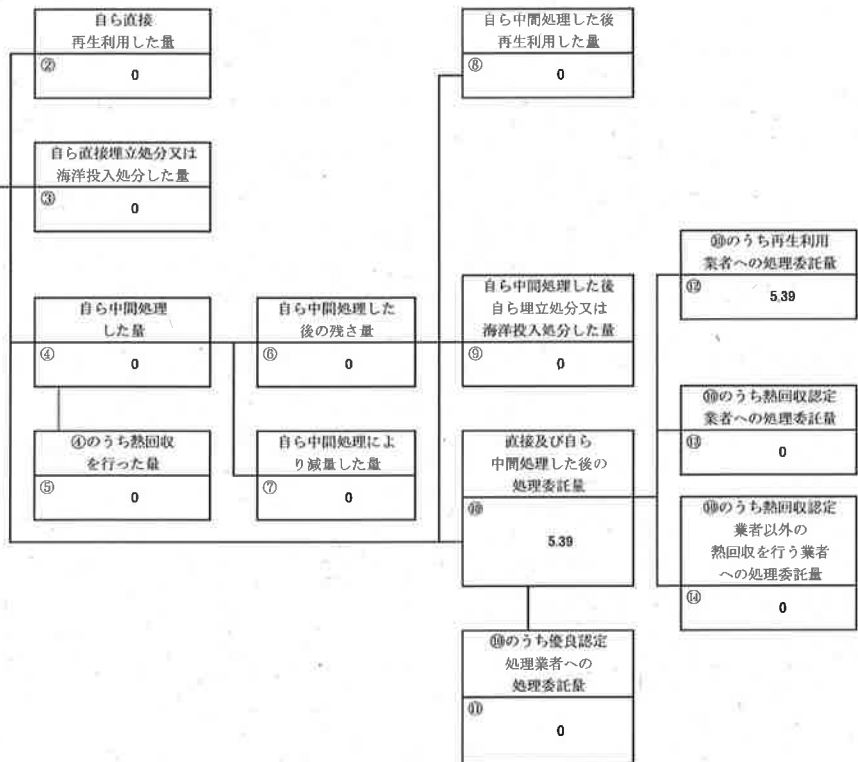 自ら直接
再生利用した量
②
0
自ら中間処理した後
再生利用した量
⑧
0
自ら直接埋立処分又は
海洋投入処分した量
③
0
⑩のうち再生利用
業者への処理委託量
⑫
5.39
自ら中間処理
した量
④
0
自ら中間処理した
後の残さ量
⑥
0
自ら中間処理した後
自ら埋立処分又は
海洋投入処分した量
⑨
0
⑩のうち熱回収認定
業者への処理委託量
⑬
0
④のうち熱回収
を行った量
⑤
0
自ら中間処理によ
り減量した量
⑦
0
直接及び自ら
中間処理した後の
処理委託量
⑩
5.39
⑩のうち熱回収認定
業者以外の
熱回収を行う業者
への処理委託量
⑭
0
⑩のうち優良認定
処理業者への
処理委託量
⑪
0